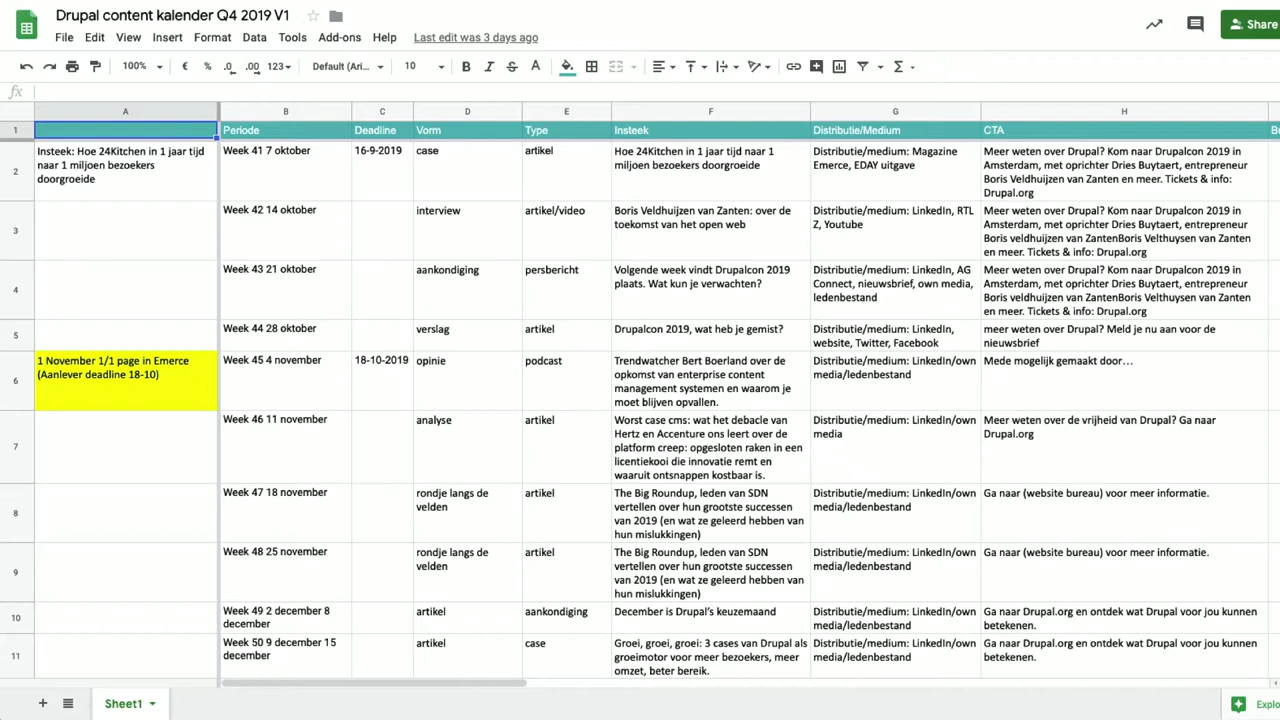 Drupal content kalender Q4 2019 V1
File Edit View Insert Format Data Tools Add-ons Help Last edit was 3 days ago
Share
100% € % .0 .00 123 Default (Ari... 10 B I S A
fx
A B C D E F G H
1 Periode Deadline Vorm Type Insteek Distributie/Medium CTA
2
Insteek: Hoe 24Kitchen in 1 jaar tijd
naar 1 miljoen bezoekers
doorgroeide
Week 41 7 oktober
16-9-2019
case
artikel
Hoe 24Kitchen in 1 jaar tijd naar 1
miljoen bezoekers doorgroeide
Distributie/medium: Magazine
Emerce, EDAY uitgave
Meer weten over Drupal? Kom naar Drupalcon 2019 in
Amsterdam, met oprichter Dries Buytaert, entrepreneur
Boris Veldhuijzen van Zanten en meer. Tickets & info:
Drupal.org
3
Week 42 14 oktober
interview
artikel/video
Boris Veldhuijzen van Zanten: over de
toekomst van het open web
Distributie/medium: LinkedIn, RTL
Z, Youtube
Meer weten over Drupal? Kom naar Drupalcon 2019 in
Amsterdam, met oprichter Dries Buytaert, entrepreneur
Boris veldhuijzen van ZantenBoris Velthuysen van Zanten
en meer. Tickets & info: Drupal.org
4
Week 43 21 oktober
aankondiging
persbericht
Volgende week vindt Drupalcon 2019
plaats. Wat kun je verwachten?
Distributie/medium: LinkedIn, AG
Connect, nieuwsbrief, own media,
ledenbestand
Meer weten over Drupal? Kom naar Drupalcon 2019 in
Amsterdam, met oprichter Dries Buytaert, entrepreneur
Boris veldhuijzen van ZantenBoris Velthuysen van Zanten
en meer. Tickets & info: Drupal.org
5
Week 44 28 oktober
verslag
artikel
Drupalcon 2019, wat heb je gemist?
Distributie/medium: LinkedIn,
website, Twitter, Facebook
meer weten over Drupal? Meld je nu aan voor de
nieuwsbrief
6
1 November 1/1 page in Emerce
(Aanlever deadline 18-10)
Week 45 4 november
18-10-2019
opinie
podcast
Trendwatcher Bert Boerland over de
opkomst van enterprise content
management systemen en waarom je
moet blijven opvallen.
Distributie/medium: LinkedIn/own
media/ledenbestand
Mede mogelijk gemaakt door…
7
Week 46 11 november
analyse
artikel
Worst case cms: wat het debacle van
Hertz en Accenture ons leert over de
platform creep: opgesloten raken in een
licentiekooi die innovatie remt en
waaruit ontsnappen kostbaar is.
Distributie/medium: LinkedIn/own
media
Meer weten over de vrijheid van Drupal? Ga naar
Drupal.org
8
Week 47 18 november
rondje langs de
velden
artikel
The Big Roundup, leden van SDN
vertellen over hun grootste successen
van 2019 (en wat ze geleerd hebben van
hun mislukkingen)
Distributie/medium: LinkedIn/own
media/ledenbestand
Ga naar (website bureau) voor meer informatie.
9
Week 48 25 november
rondje langs de
velden
artikel
The Big Roundup, leden van SDN
vertellen over hun grootste successen
van 2019 (en wat ze geleerd hebben van
hun mislukkingen)
Distributie/medium: LinkedIn/own
media/ledenbestand
Ga naar (website bureau) voor meer informatie.
10
Week 49 2 december 8
december
artikel
aankondiging
December is Drupal's keuzemaand
Distributie/medium: LinkedIn/own
media/ledenbestand
Ga naar Drupal.org en ontdek wat Drupal voor jou kunnen
betekenen.
11
Week 50 9 december 15
december
artikel
case
Groei, groei, groei: 3 cases van Drupal als
groeimotor voor meer bezoekers, meer
omzet, beter bereik.
Distributie/medium: LinkedIn/own
media/ledenbestand
Ga naar Drupal.org en ontdek wat Drupal voor jou kunnen
betekenen.
Sheet1
Explo